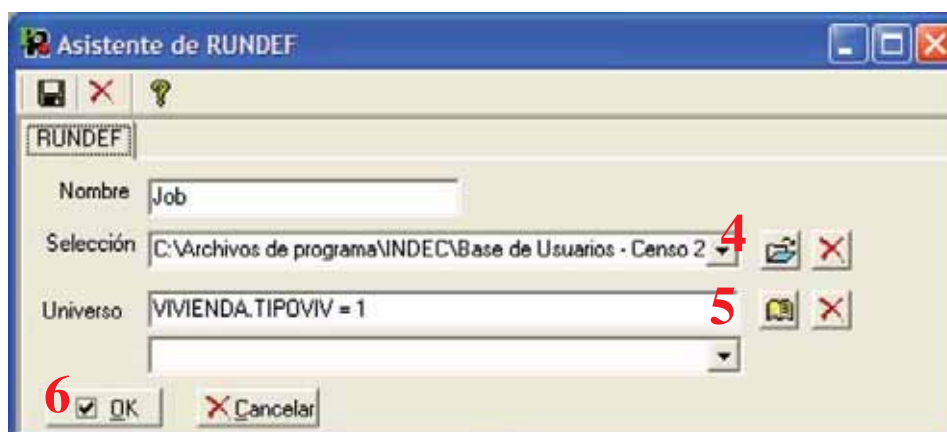 Asistente de RUNDEF
RUNDEF
Nombre Job
Selección C:\Archivos de programa\INDEC\Base de Usuarios - Censo 2 4
Universo VIVIENDA.TIPOVIV = 1 5
6 OK Cancelar